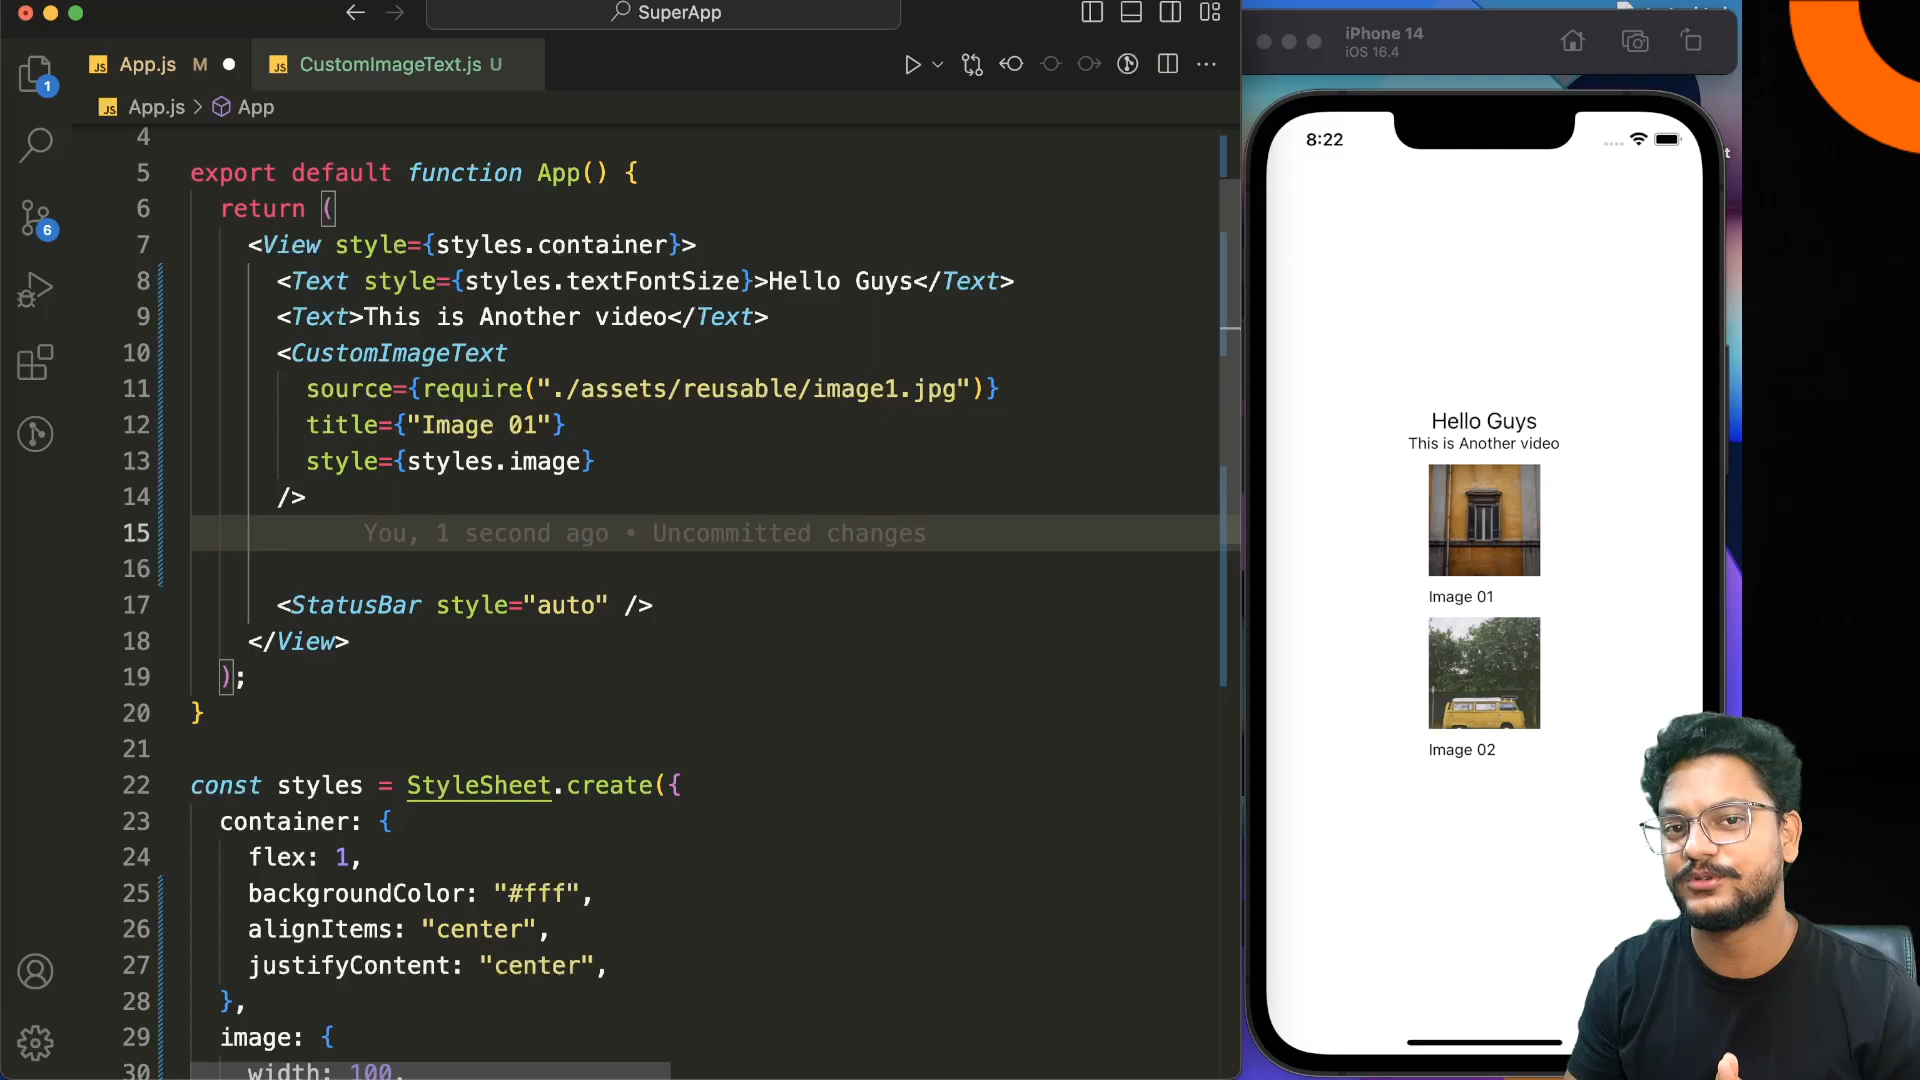 SuperApp
App.js M
CustomImageText.js U
App.js > App
4
5 export default function App() {
6 return (
7 <View style={styles.container}>
8 <Text style={styles.textFontSize}>Hello Guys</Text>
9 <Text>This is Another video</Text>
10 <CustomImageText
11 source={require("./assets/reusable/image1.jpg")}
12 title={"Image 01"}
13 style={styles.image}
14 />
15 You, 1 second ago • Uncommitted changes
16
17 <StatusBar style="auto" />
18 </View>
19 );
20 }
21
22 const styles = StyleSheet.create({
23 container: {
24 flex: 1,
25 backgroundColor: "#fff",
26 alignItems: "center",
27 justifyContent: "center",
28 },
29 image: {
30 width: 100,
1
6
iPhone 14
iOS 16.4
8:22
Hello Guys
This is Another video
Image 01
Image 02